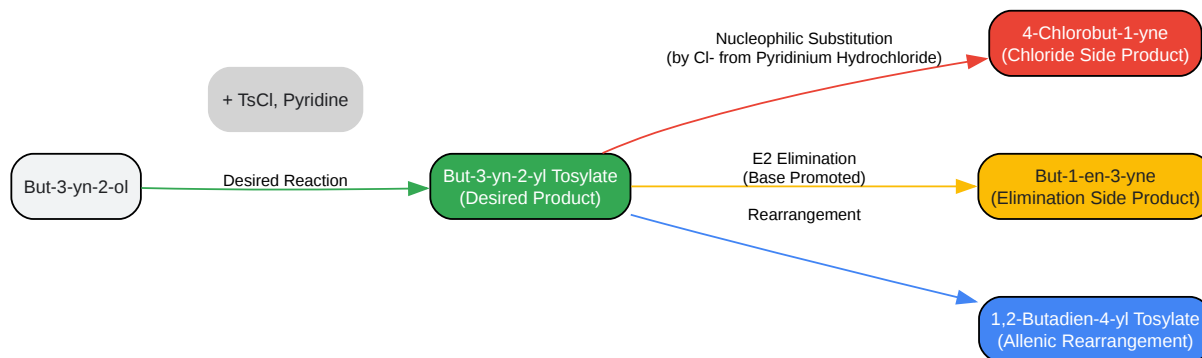 Nucleophilic Substitution
(by Cl- from Pyridinium Hydrochloride)
4-Chlorobut-1-yne
(Chloride Side Product)
+ TsCl, Pyridine
But-3-yn-2-ol
Desired Reaction
But-3-yn-2-yl Tosylate
(Desired Product)
E2 Elimination
(Base Promoted)
But-1-en-3-yne
(Elimination Side Product)
Rearrangement
1,2-Butadien-4-yl Tosylate
(Allenic Rearrangement)